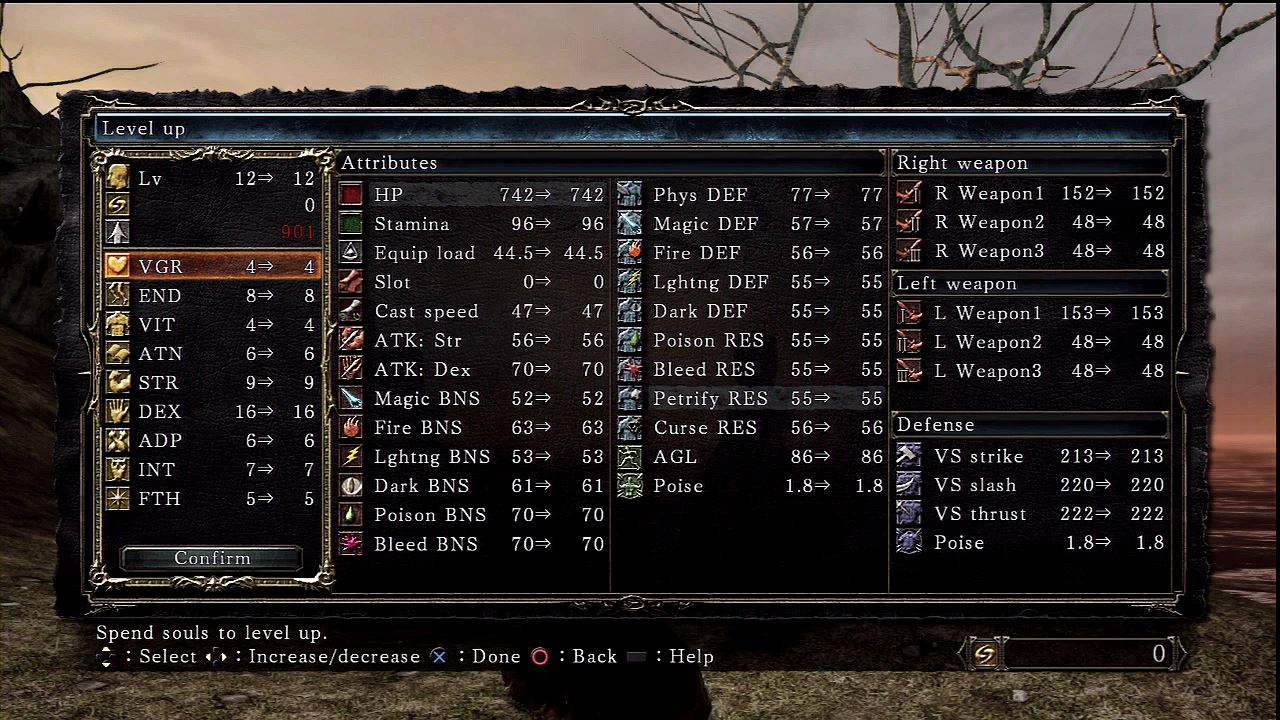 Level up
Lv 12⇒ 12
0
901
VGR 4⇒ 4
END 8⇒ 8
VIT 4⇒ 4
ATN 6⇒ 6
STR 9⇒ 9
DEX 16⇒ 16
ADP 6⇒ 6
INT 7⇒ 7
FTH 5⇒ 5
Confirm
Attributes
HP 742⇒ 742
Stamina 96⇒ 96
Equip load 44.5⇒ 44.5
Slot 0⇒ 0
Cast speed 47⇒ 47
ATK: Str 56⇒ 56
ATK: Dex 70⇒ 70
Magic BNS 52⇒ 52
Fire BNS 63⇒ 63
Lghtng BNS 53⇒ 53
Dark BNS 61⇒ 61
Poison BNS 70⇒ 70
Bleed BNS 70⇒ 70
Phys DEF 77⇒ 77
Magic DEF 57⇒ 57
Fire DEF 56⇒ 56
Lghtng DEF 55⇒ 55
Dark DEF 55⇒ 55
Poison RES 55⇒ 55
Bleed RES 55⇒ 55
Petrify RES 55⇒ 55
Curse RES 56⇒ 56
AGL 86⇒ 86
Poise 1.8⇒ 1.8
Right weapon
R Weapon1 152⇒ 152
R Weapon2 48⇒ 48
R Weapon3 48⇒ 48
Left weapon
L Weapon1 153⇒ 153
L Weapon2 48⇒ 48
L Weapon3 48⇒ 48
Defense
VS strike 213⇒ 213
VS slash 220⇒ 220
VS thrust 222⇒ 222
Poise 1.8⇒ 1.8
Spend souls to level up.
: Select : Increase/decrease : Done : Back : Help
0